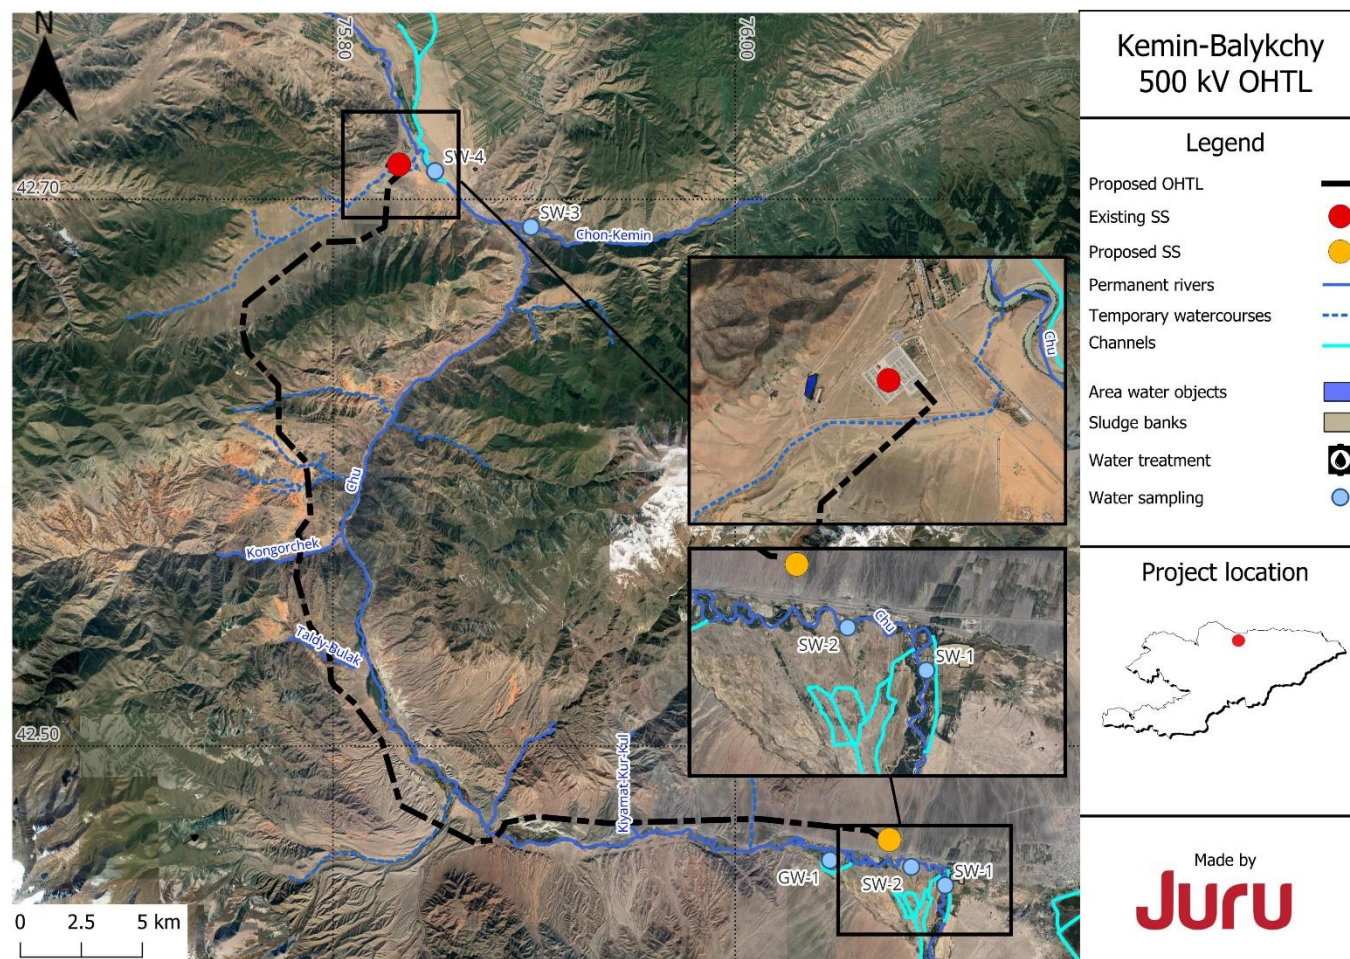 N
75.80
76.00
42.70
42.50
SW-4
SW-3
Chon-Kemin
Chu
Kongorchek
Taldy-Bulak
Kiyamat-Kur-Kul
GW-1
SW-2
SW-1
Chu
Chu
SW-2
SW-1
0 2.5 5 km
Kemin-Balykchy
500 kV OHTL
Legend
Proposed OHTL
Existing SS
Proposed SS
Permanent rivers
Temporary watercourses
Channels
Area water objects
Sludge banks
Water treatment
Water sampling
Project location
Made by
Juru